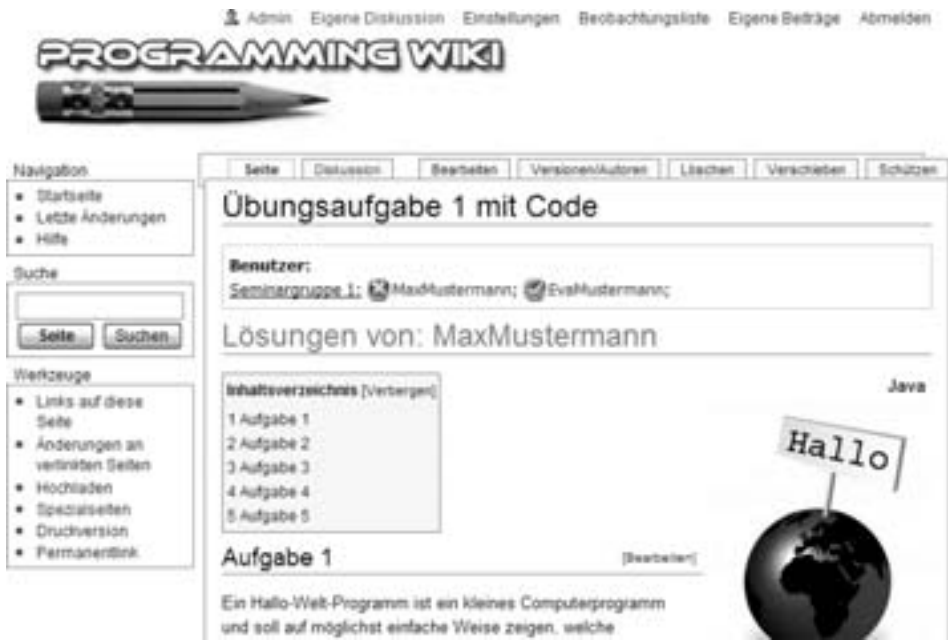 Admin Eigene Diskussion Einstellungen Beobachtungsliste Eigene Beiträge Abmelden
PROGRAMMING WIKI
Navigation
Startseite
Letzte Änderungen
Hilfe
Suche
Seite Suchen
Werkzeuge
Links auf diese
Seite
Änderungen an
verlinkten Seiten
Hochladen
Spezialseiten
Druckversion
Permanentlink
Seite Diskussion Bearbeiten Versionen/Autoren Löschen Verschieben Schützen
Übungsaufgabe 1 mit Code
Benutzer:
Seminargruppe 1: MaxMustermann; EvaMustermann;
Lösungen von: MaxMustermann
Inhaltsverzeichnis [Verbergen]
1 Aufgabe 1
2 Aufgabe 2
3 Aufgabe 3
4 Aufgabe 4
5 Aufgabe 5
Java
Hallo
Aufgabe 1 [Bearbeiten]
Ein Hallo-Welt-Programm ist ein kleines Computerprogramm
und soll auf möglichst einfache Weise zeigen, welche